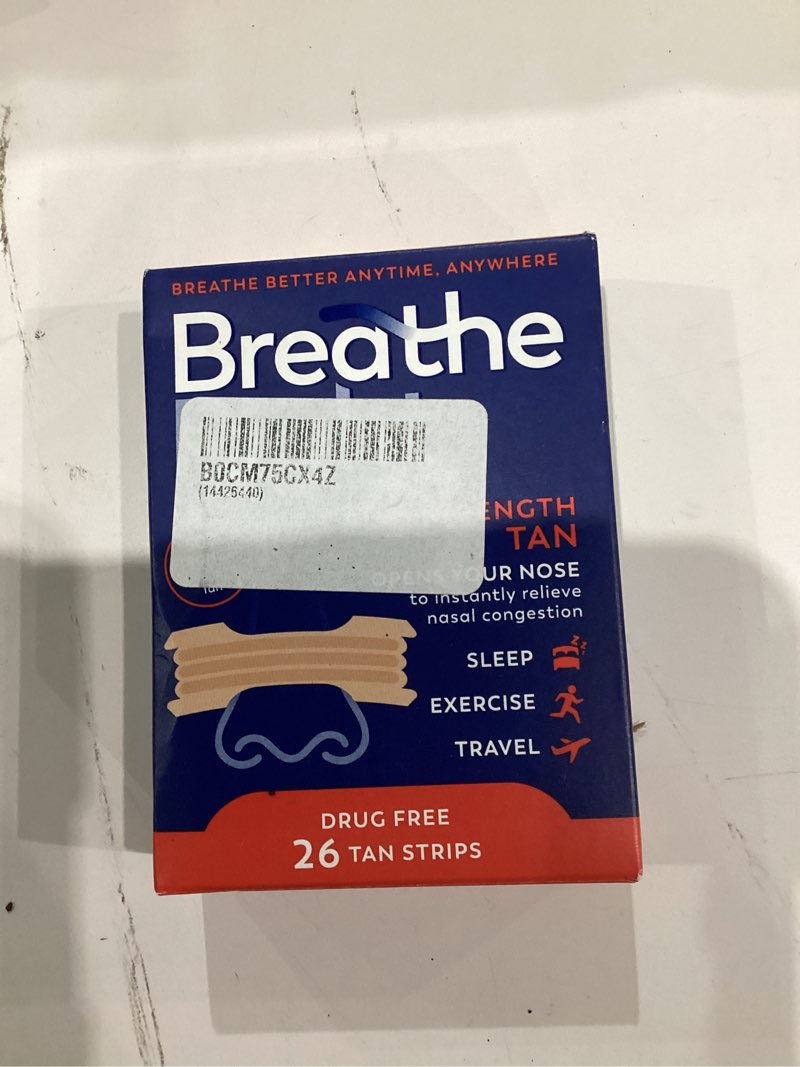 BREATHE BETTER ANYTIME, ANYWHERE
Breathe
B0CM75CX4Z
(14425440)
ENGTH
TAN
OPENS YOUR NOSE
to instantly relieve
nasal congestion
SLEEP
EXERCISE
TRAVEL
DRUG FREE
26 TAN STRIPS